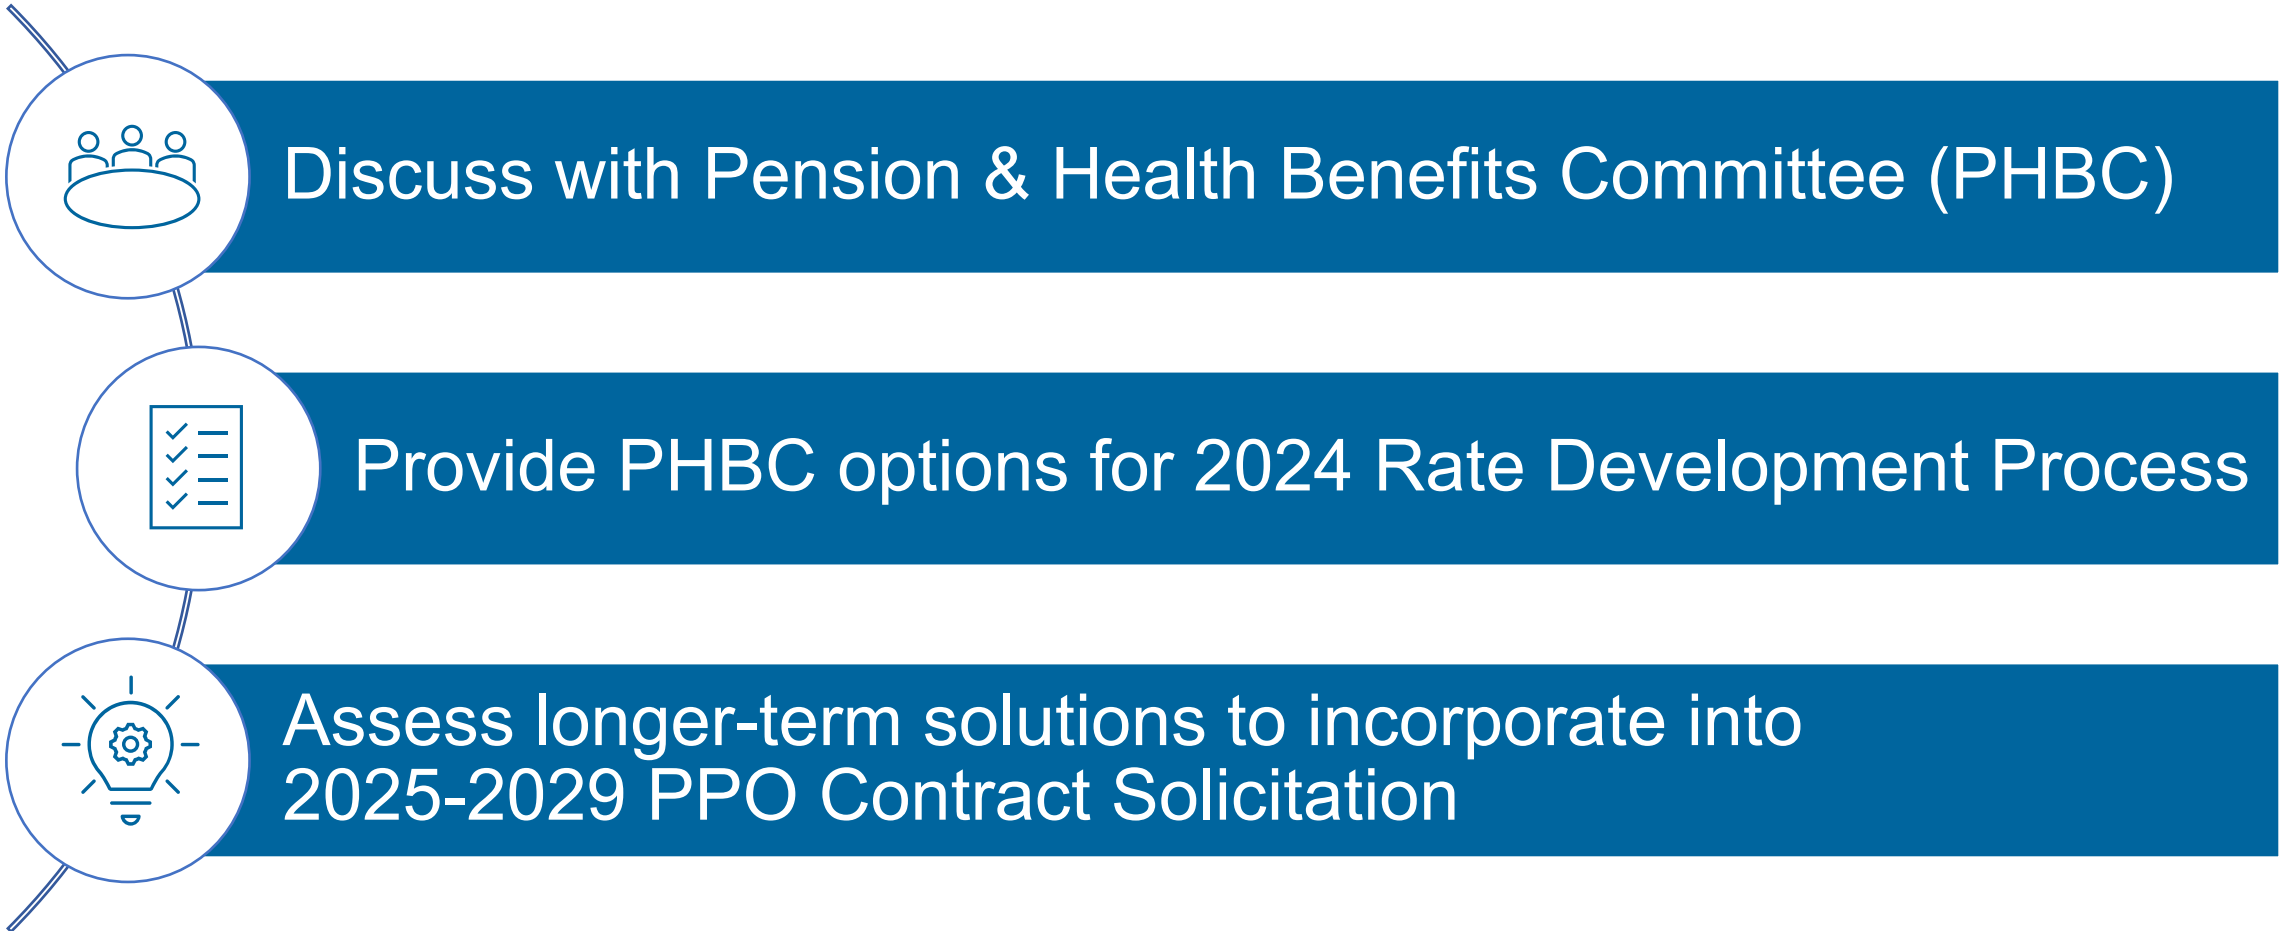 Discuss with Pension & Health Benefits Committee (PHBC)
Provide PHBC options for 2024 Rate Development Process
Assess longer-term solutions to incorporate into
2025-2029 PPO Contract Solicitation